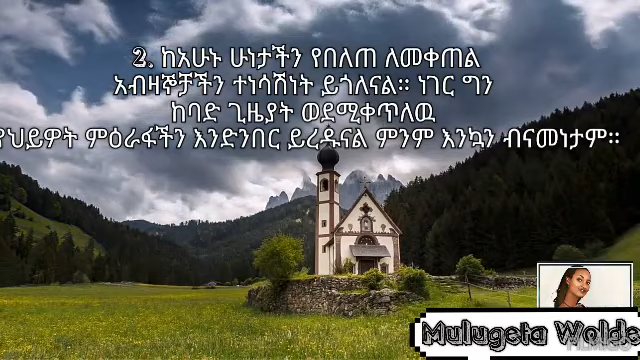 2. ከአሁኑ ሁነታችን የበለጠ ለመቀጠል
አብዛኞቻችን ተነሳሽነት ይጎለናል። ነገር ግን
ከባድ ጊዜያት ወደሚቀጥለዉ
የህይዎት ምዕራፋችን እንድንበር ይረዱናል ምንም እንኳን ብናመነታም።
Mulugeta Wolde